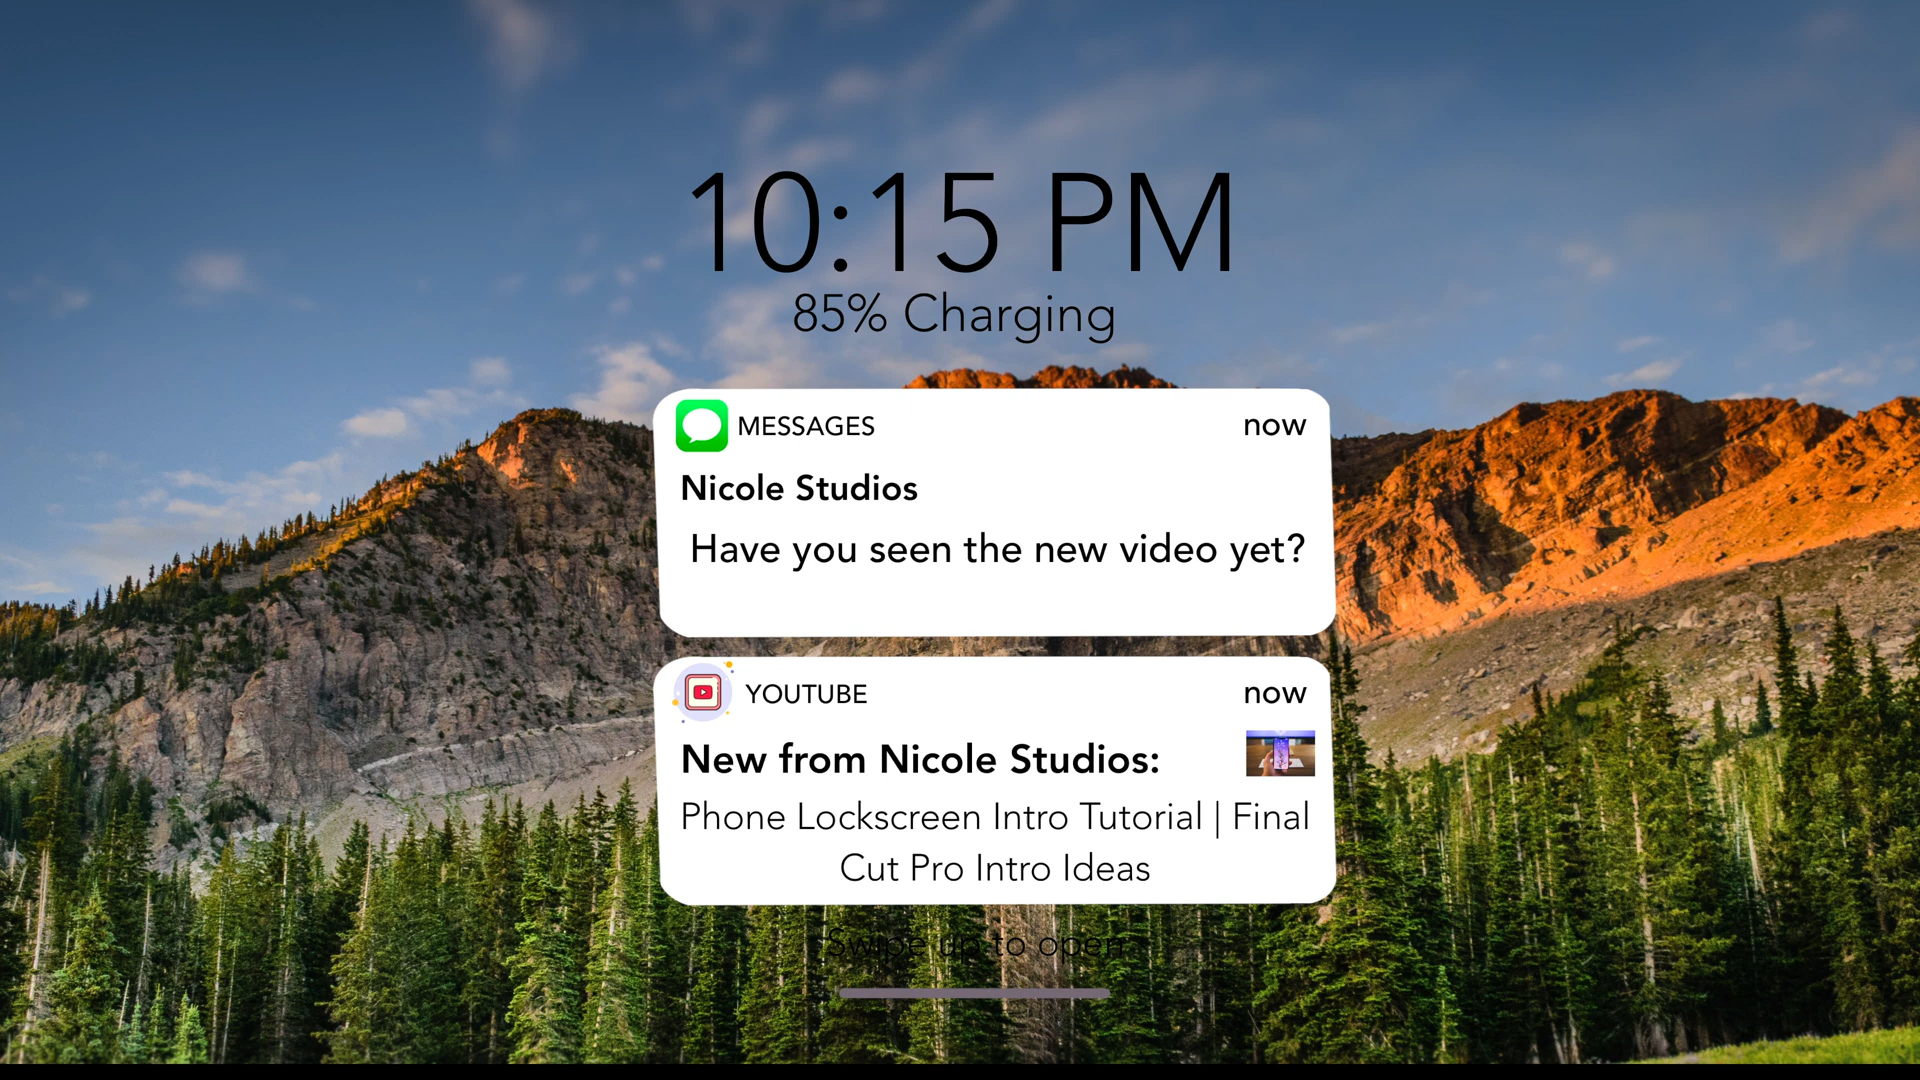 10:15 PM
85% Charging
MESSAGES
now
Nicole Studios
Have you seen the new video yet?
YOUTUBE
now
New from Nicole Studios:
Phone Lockscreen Intro Tutorial | Final
Cut Pro Intro Ideas
Swipe up to open